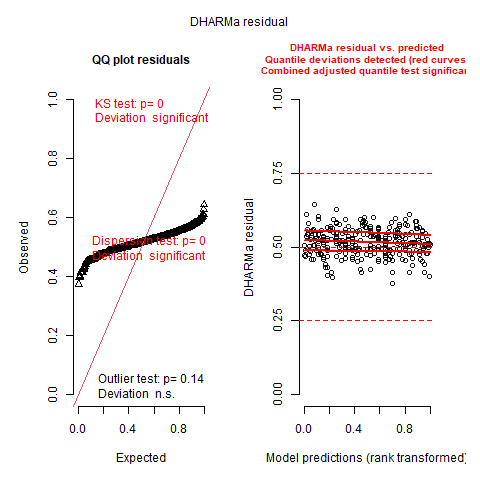 DHARMa residual
QQ plot residuals
KS test: p= 0
Deviation significant
Dispersion test: p= 0
Deviation significant
Outlier test: p= 0.14
Deviation n.s.
Observed
0.0
0.2
0.4
0.6
0.8
1.0
0.0
0.4
0.8
Expected
DHARMa residual vs. predicted
Quantile deviations detected (red curves
Combined adjusted quantile test significan
DHARMa residual
0.00
0.25
0.50
0.75
1.00
0.0
0.4
0.8
Model predictions (rank transformed)